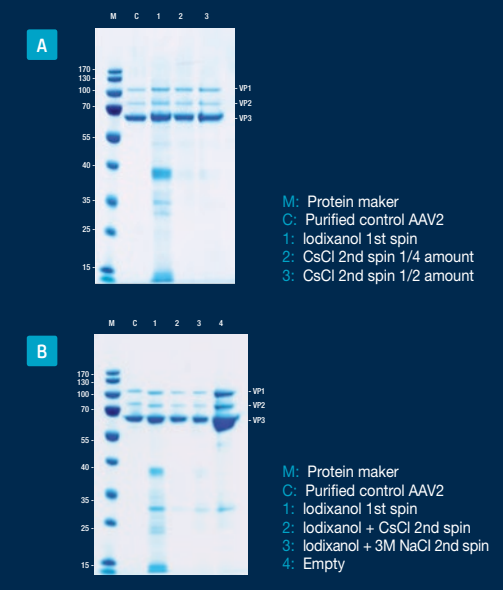 M C 1 2 3
A
170
130
100
70
55
40
35
25
15
VP1
VP2
VP3
M: Protein maker
C: Purified control AAV2
1: Iodixanol 1st spin
2: CsCl 2nd spin 1/4 amount
3: CsCl 2nd spin 1/2 amount
M C 1 2 3 4
B
170
130
100
70
55
40
35
25
15
VP1
VP2
VP3
M: Protein maker
C: Purified control AAV2
1: Iodixanol 1st spin
2: Iodixanol + CsCl 2nd spin
3: Iodixanol + 3M NaCl 2nd spin
4: Empty